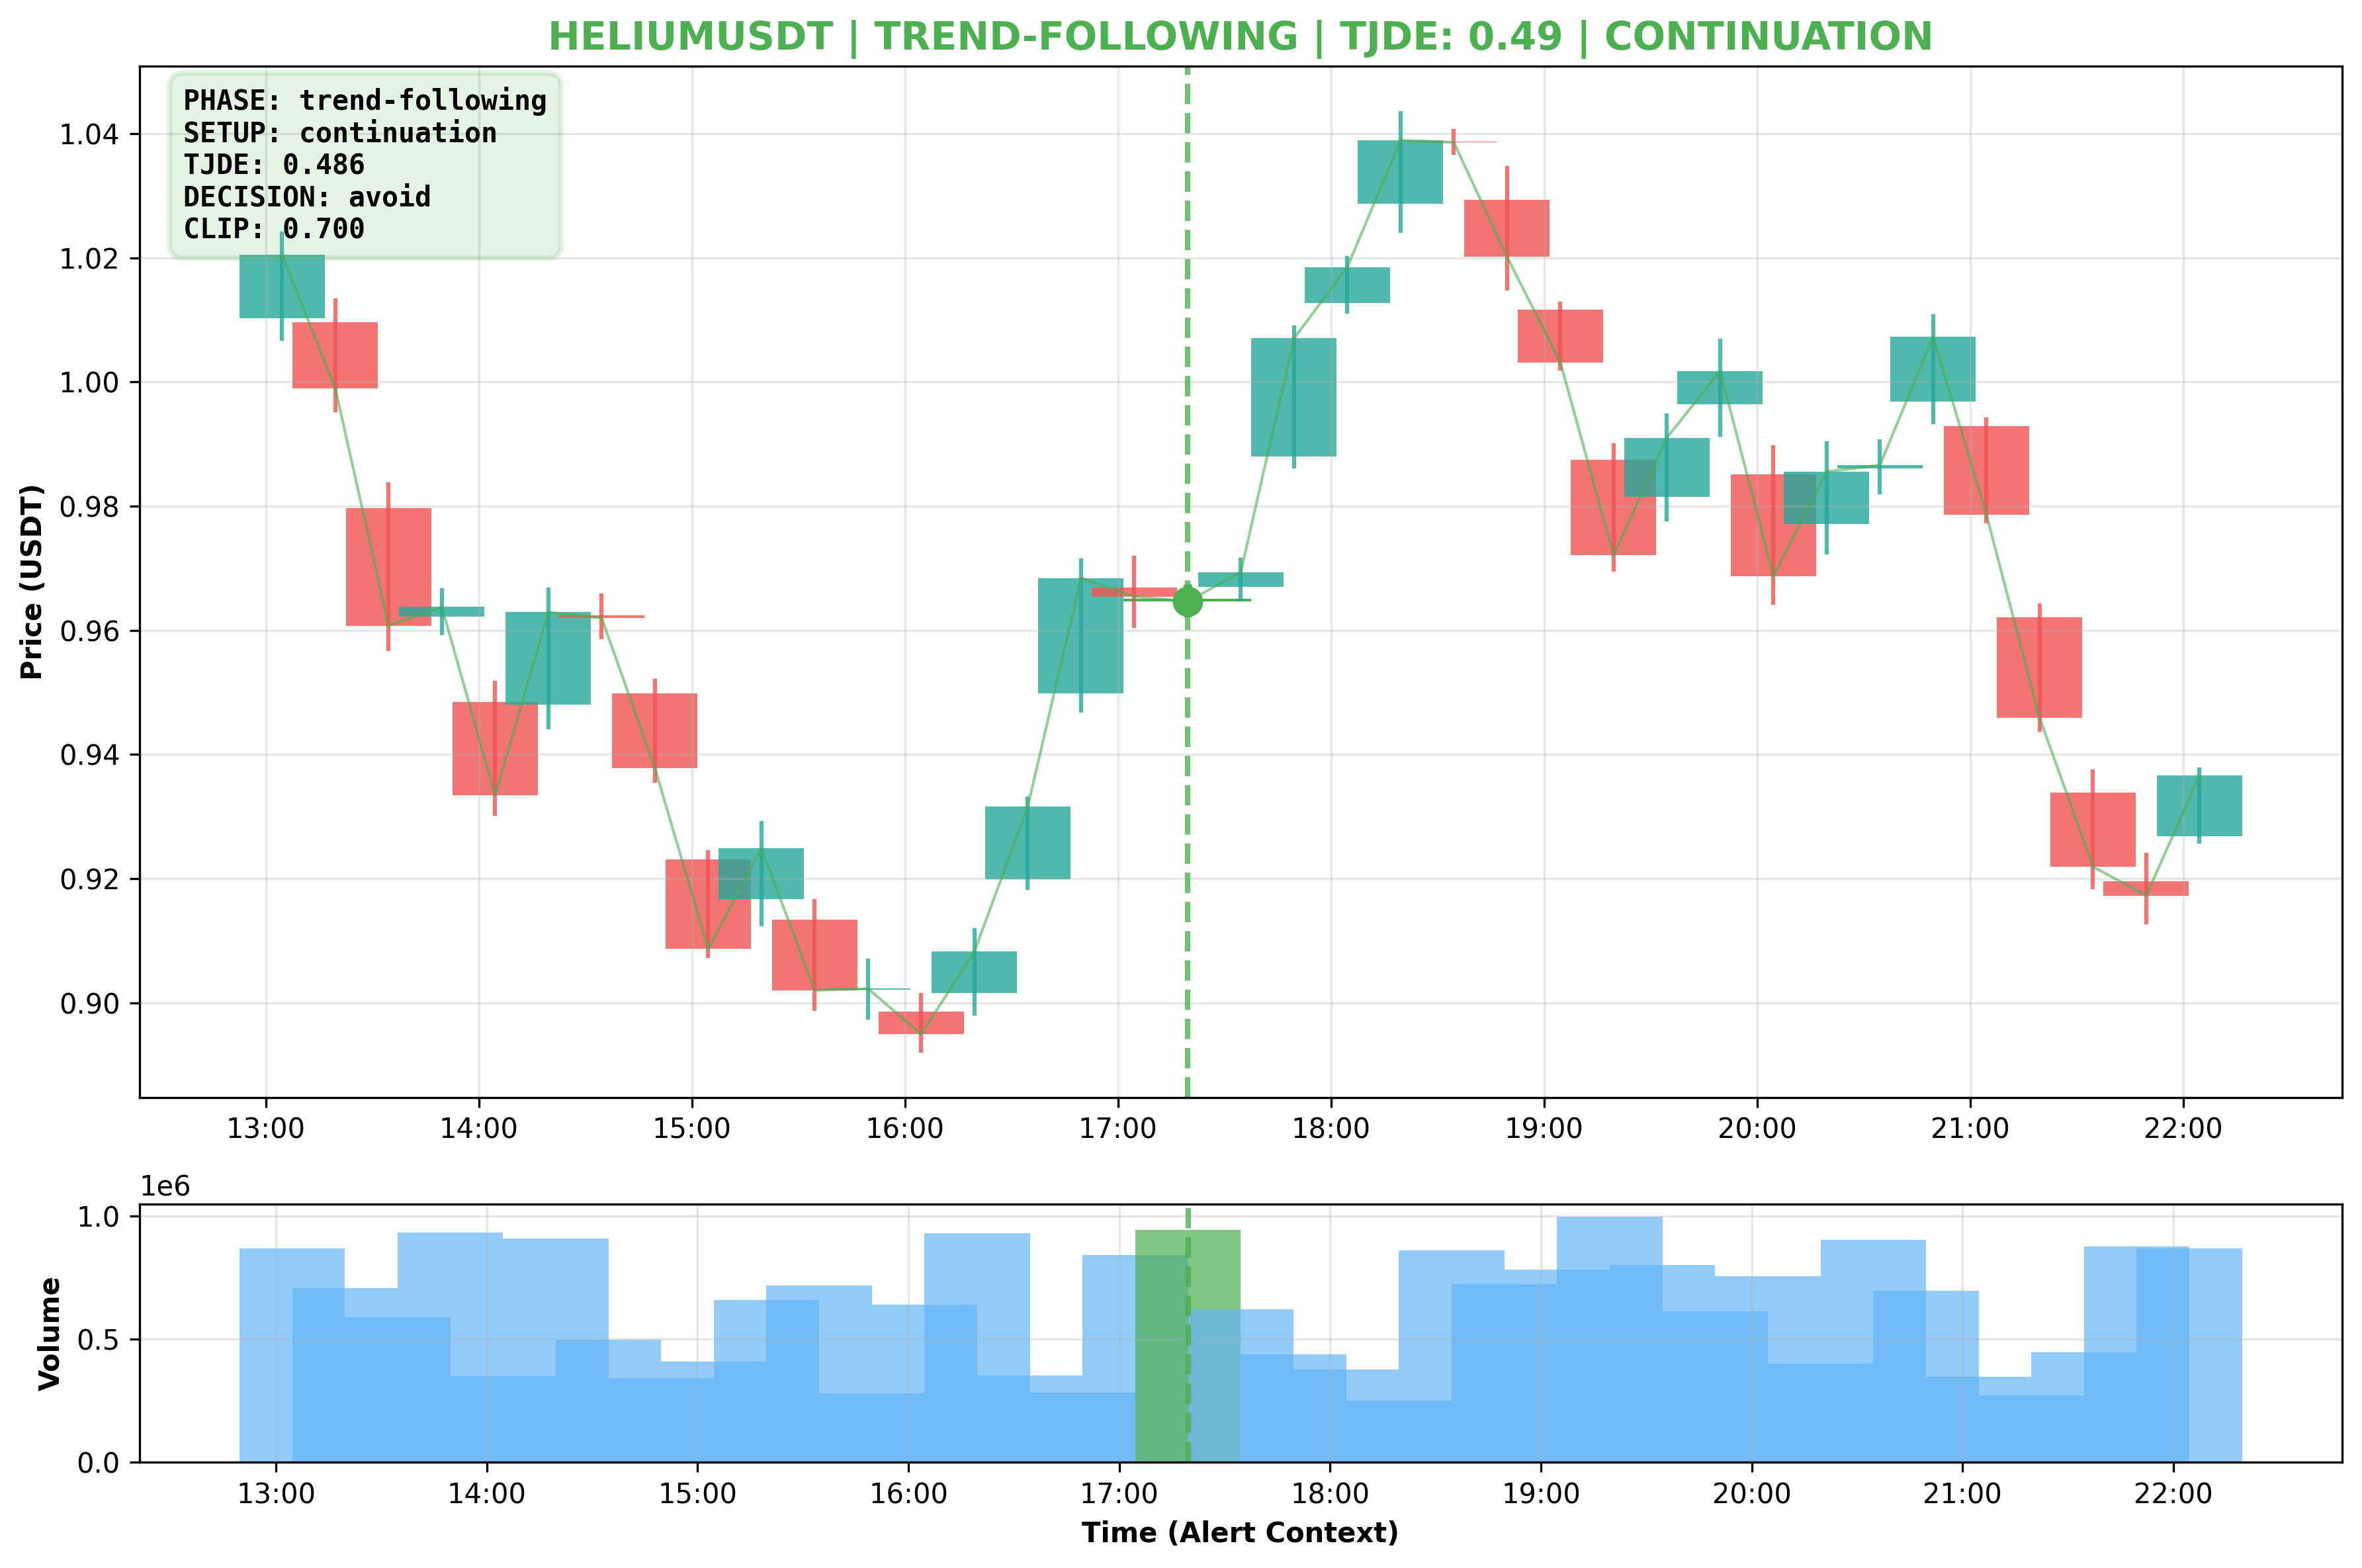 HELIUMUSDT | TREND-FOLLOWING | TJDE: 0.49 | CONTINUATION
PHASE: trend-following
SETUP: continuation
TJDE: 0.486
DECISION: avoid
CLIP: 0.700
Price (USDT)
1.04
1.02
1.00
0.98
0.96
0.94
0.92
0.90
13:00 14:00 15:00 16:00 17:00 18:00 19:00 20:00 21:00 22:00
1e6
Volume
1.0
0.5
0.0
13:00 14:00 15:00 16:00 17:00 18:00 19:00 20:00 21:00 22:00
Time (Alert Context)